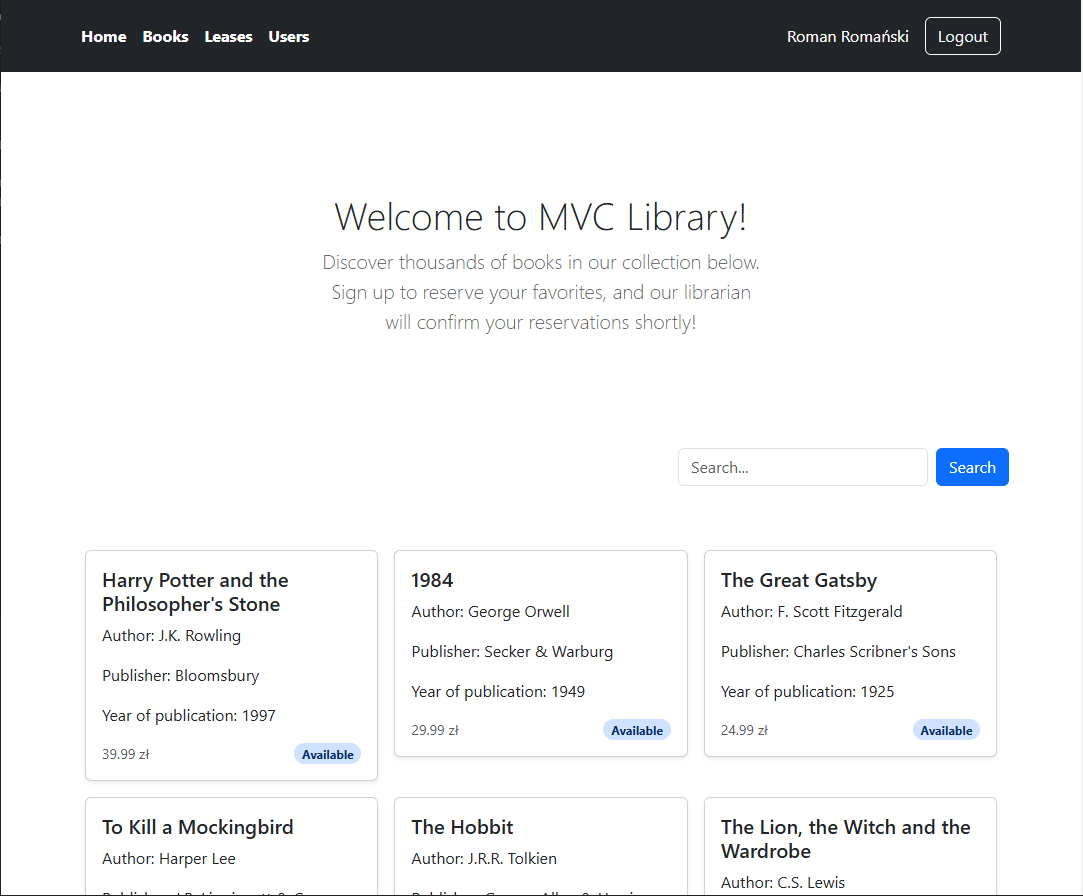 Home Books Leases Users Roman Romański Logout
Welcome to MVC Library!
Discover thousands of books in our collection below.
Sign up to reserve your favorites, and our librarian
will confirm your reservations shortly!
Search... Search
Harry Potter and the
Philosopher's Stone
Author: J.K. Rowling
Publisher: Bloomsbury
Year of publication: 1997
39.99 zł Available
1984
Author: George Orwell
Publisher: Secker & Warburg
Year of publication: 1949
29.99 zł Available
The Great Gatsby
Author: F. Scott Fitzgerald
Publisher: Charles Scribner's Sons
Year of publication: 1925
24.99 zł Available
To Kill a Mockingbird
Author: Harper Lee
The Hobbit
Author: J.R.R. Tolkien
The Lion, the Witch and the
Wardrobe
Author: C.S. Lewis